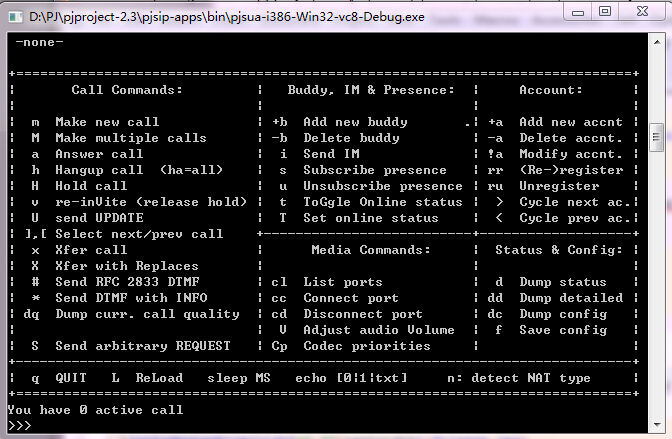 D:\PJ\pjproject-2.3\pjsip-apps\bin\pjsua-i386-Win32-vc8-Debug.exe
-none-
+=============================================================================+
|       Call Commands:         |   Buddy, IM & Presence:  |     Account:      |
|                              |                          |                   |
|  m  Make new call            | +b  Add new buddy       .| +a  Add new accnt |
|  M  Make multiple calls      | -b  Delete buddy         | -a  Delete accnt. |
|  a  Answer call              |  i  Send IM              | !a  Modify accnt. |
|  h  Hangup call  (ha=all)    |  s  Subscribe presence   | rr  (Re-)register |
|  H  Hold call                |  u  Unsubscribe presence | ru  Unregister    |
|  v  re-inVite (release hold) |  t  ToGgle Online status |  >  Cycle next ac.|
|  U  send UPDATE              |  T  Set online status    |  <  Cycle prev ac.|
| ],[ Select next/prev call    +--------------------------+-------------------+
|  x  Xfer call                |      Media Commands:     |  Status & Config: |
|  X  Xfer with Replaces       |                          |                   |
|  #  Send RFC 2833 DTMF       | cl  List ports           |  d  Dump status   |
|  *  Send DTMF with INFO      | cc  Connect port         | dd  Dump detailed |
| dq  Dump curr. call quality  | cd  Disconnect port      | dc  Dump config   |
|                              |  V  Adjust audio Volume  |  f  Save config   |
|  S  Send arbitrary REQUEST   | Cp  Codec priorities     |                   |
+-----------------------------------------------------------------------------+
|  q  QUIT   L  ReLoad   sleep MS   echo [0|1|txt]     n: detect NAT type     |
+=============================================================================+
You have 0 active call
>>>